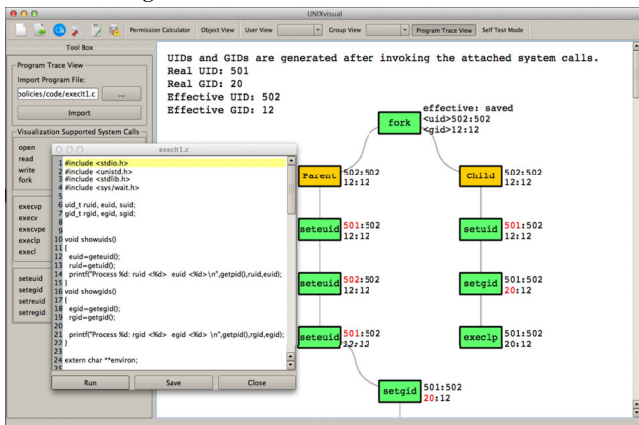 UNIXvisual
Permission Calculator Object View User View Group View Program Trace View Self Test Mode
Tool Box
Program Trace View
Import Program File:
policies/code/execlt1.c ...
Import
Visualization Supported System Calls
open
read
write
fork
execvp
execv
execvpe
execlp
execl
seteuid
setegid
setreuid
setregid
execlt1.c
1 #include <stdio.h>
2 #include <unistd.h>
3 #include <stdlib.h>
4 #include <sys/wait.h>
5
6 uid_t ruid, euid, suid;
7 gid_t rgid, egid, sgid;
8
9
10 void showuids()
11 {
12 euid=geteuid();
13 ruid=getuid();
14 printf("Process %d: ruid <%d> euid <%d> \n",getpid(),ruid,euid);
15 }
16 void showgids()
17 {
18 egid=getegid();
19 rgid=getgid();
20
21 printf("Process %d: rgid <%d> egid <%d> \n",getpid(),rgid,egid);
22 }
23
24 extern char **environ;
25
Run Save Close
UIDs and GIDs are generated after invoking the attached system calls.
Real UID: 501
Real GID: 20
Effective UID: 502
Effective GID: 12
effective: saved
fork <uid>502:502
<gid>12:12
Parent 502:502
12:12
Child 502:502
12:12
seteuid 501:502
12:12
setuid 501:502
12:12
seteuid 502:502
12:12
setgid 501:502
20:12
seteuid 501:502
12:12
execlp 501:502
20:12
setgid 501:502
20:12